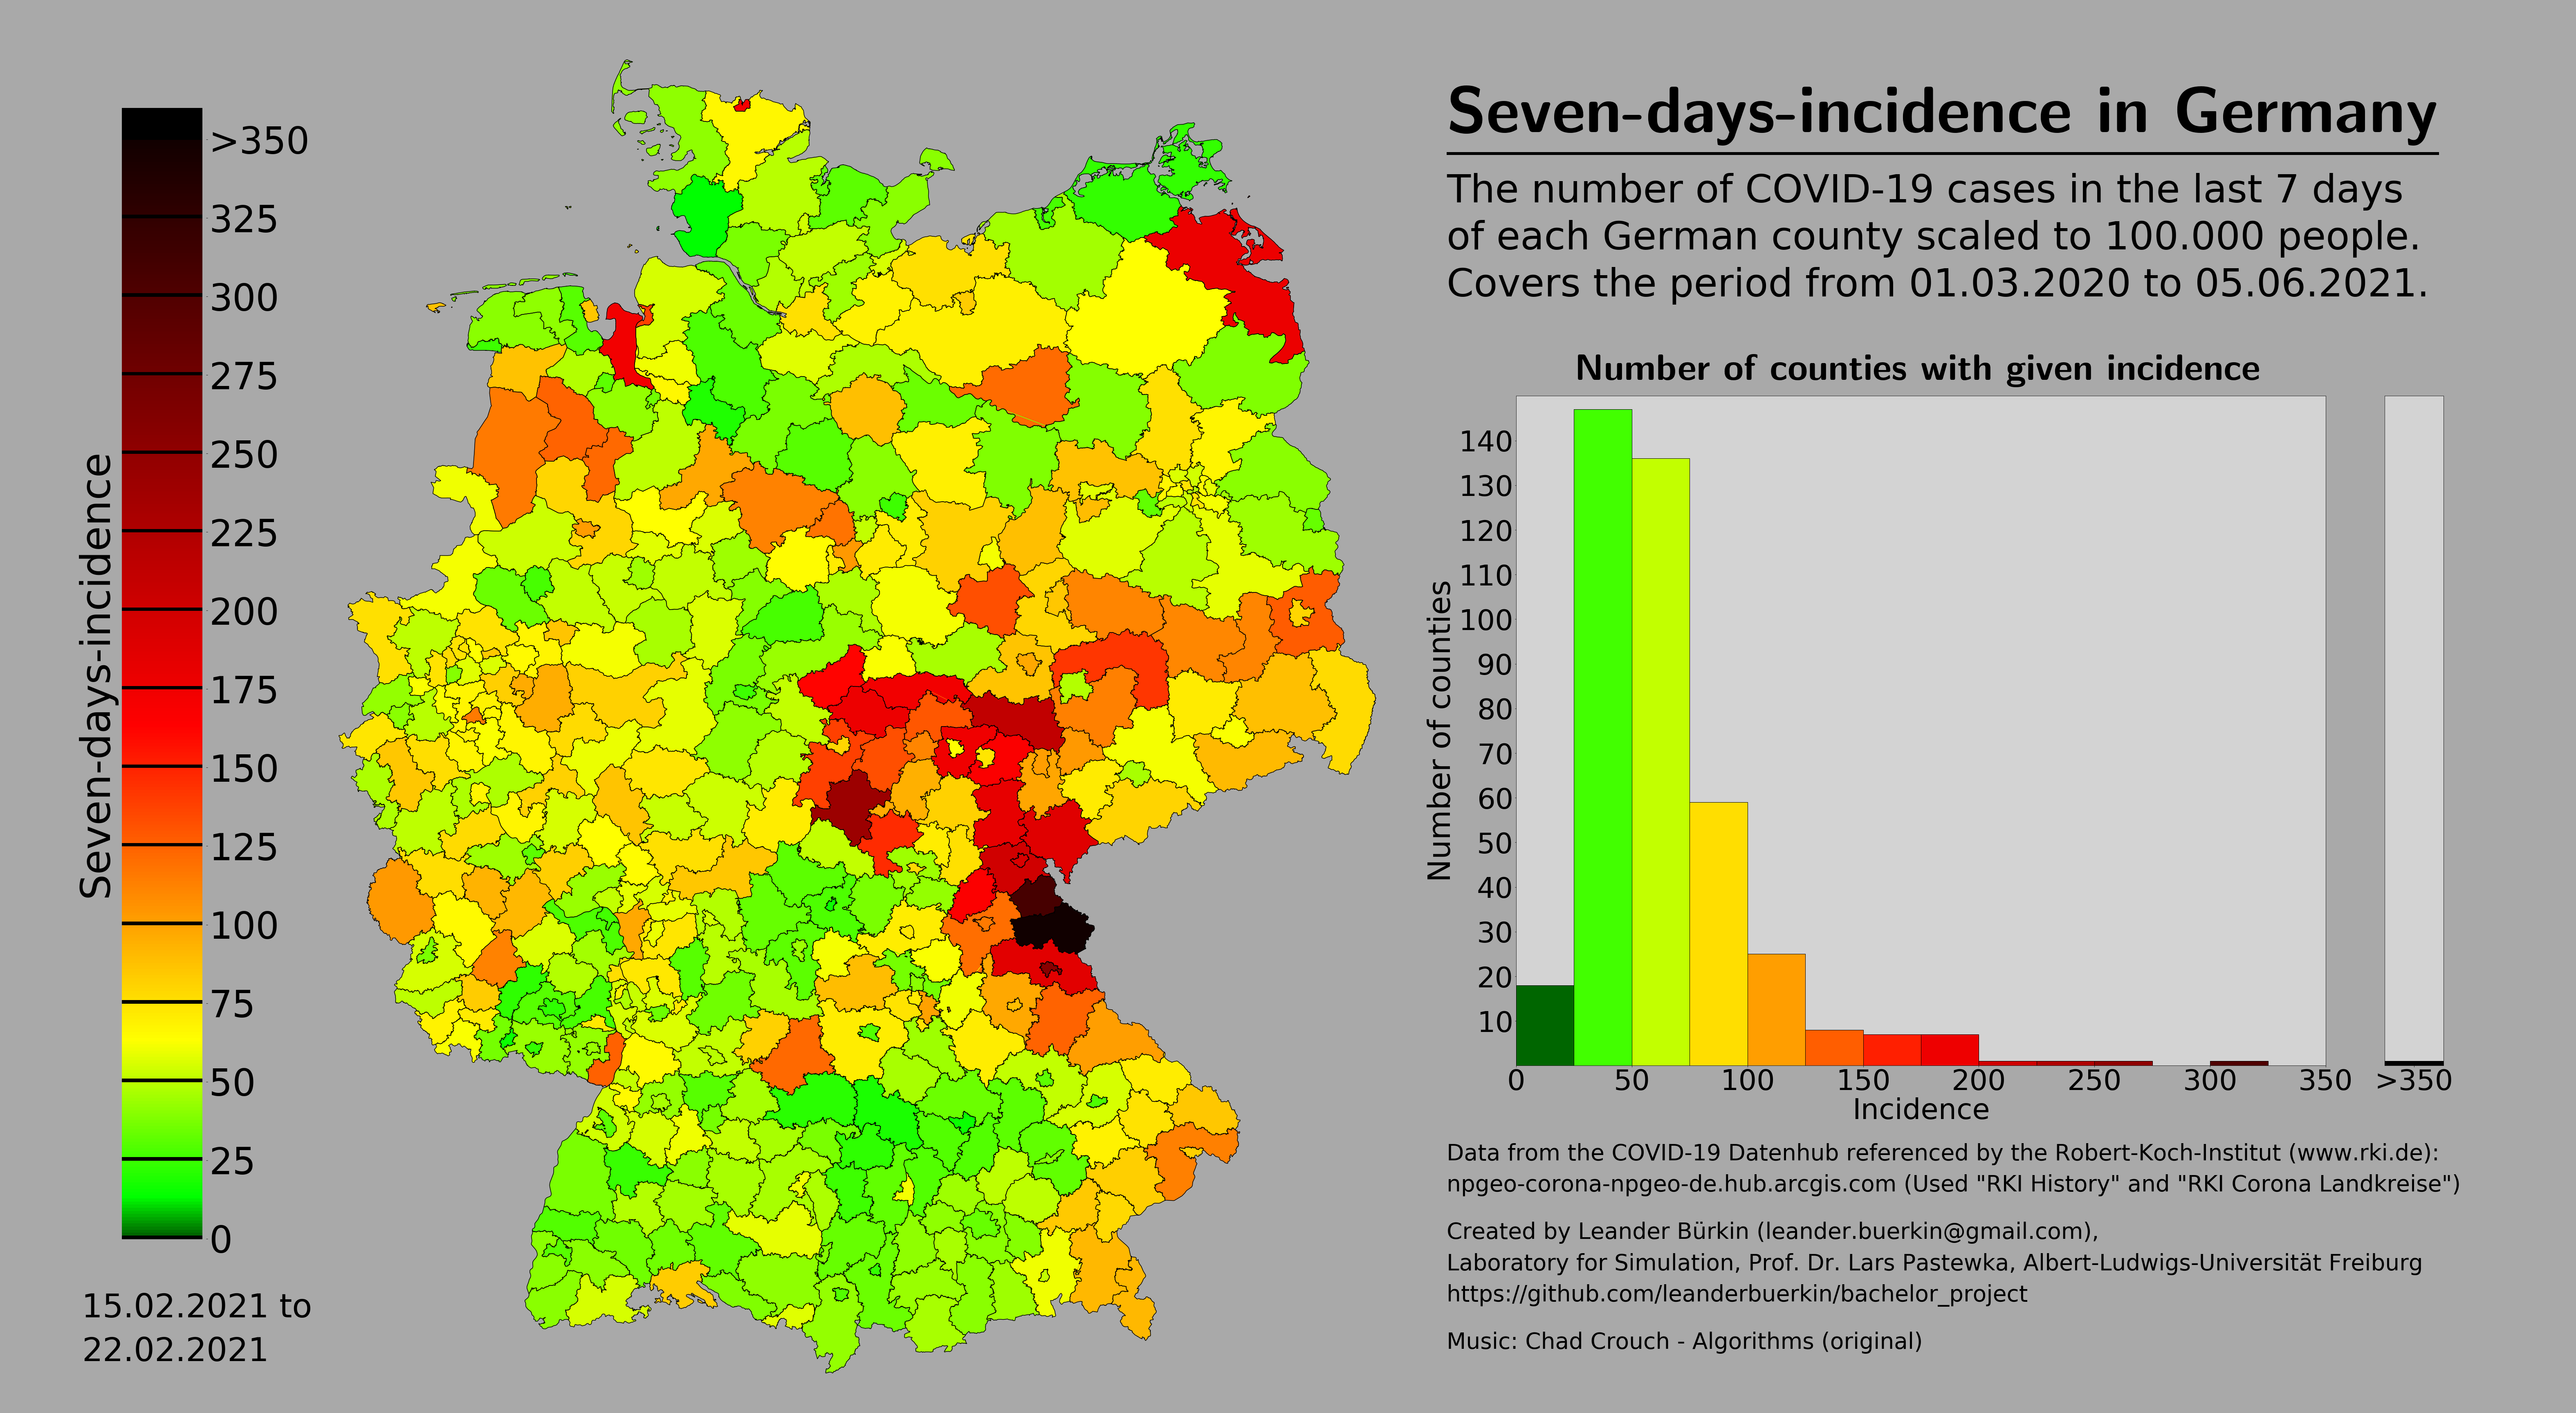 Seven-days-incidence in Germany
The number of COVID-19 cases in the last 7 days
of each German county scaled to 100.000 people.
Covers the period from 01.03.2020 to 05.06.2021.
>350
325
300
275
250
225
200
175
150
125
100
75
50
25
0
Seven-days-incidence
15.02.2021 to
22.02.2021
Number of counties with given incidence
Number of counties
140
130
120
110
100
90
80
70
60
50
40
30
20
10
0 50 100 150 200 250 300 350 >350
Incidence
Data from the COVID-19 Datenhub referenced by the Robert-Koch-Institut (www.rki.de):
npgeo-corona-npgeo-de.hub.arcgis.com (Used "RKI History" and "RKI Corona Landkreise")
Created by Leander Bürkin (leander.buerkin@gmail.com),
Laboratory for Simulation, Prof. Dr. Lars Pastewka, Albert-Ludwigs-Universität Freiburg
https://github.com/leanderbuerkin/bachelor_project
Music: Chad Crouch - Algorithms (original)